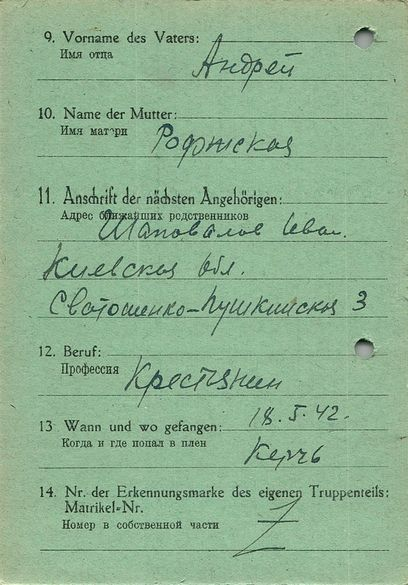 9. Vorname des Vaters:
Имя отца
Андрей
10. Name der Mutter:
Имя матери
11. Anschrift der nächsten Angehörigen:
Адрес ближайших родственников
Шаповалов Иван.
Киевская обл.
Святошенко-Пушкинская 3
12. Beruf:
Профессия
Крестянин
13 Wann und wo gefangen: 18.5.42.
Когда и где попал в плен
Керчь
14. Nr. der Erkennungsmarke des eigenen Truppenteils:
Matrikel-Nr.
Номер в собственной части